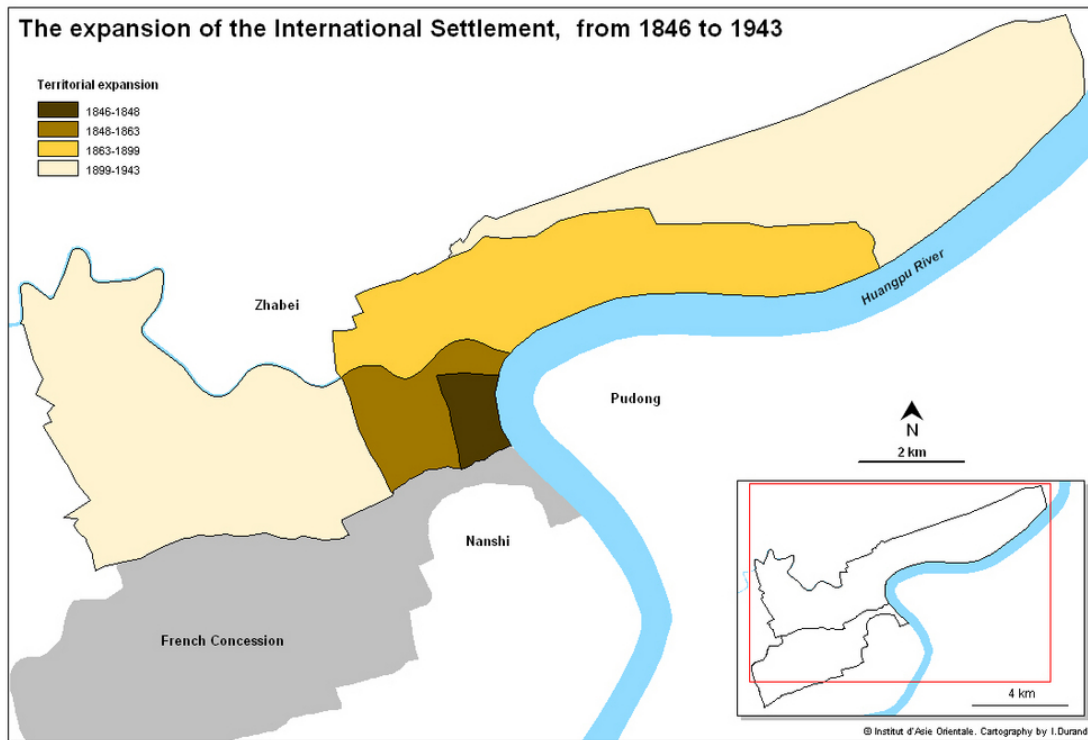 The expansion of the International Settlement, from 1846 to 1943
Territorial expansion
1846-1848
1848-1863
1863-1899
1899-1943
Zhabei
Huangpu River
Pudong
N
2 km
Nanshi
French Concession
4 km
© Institut d'Asie Orientale. Cartography by I.Durand